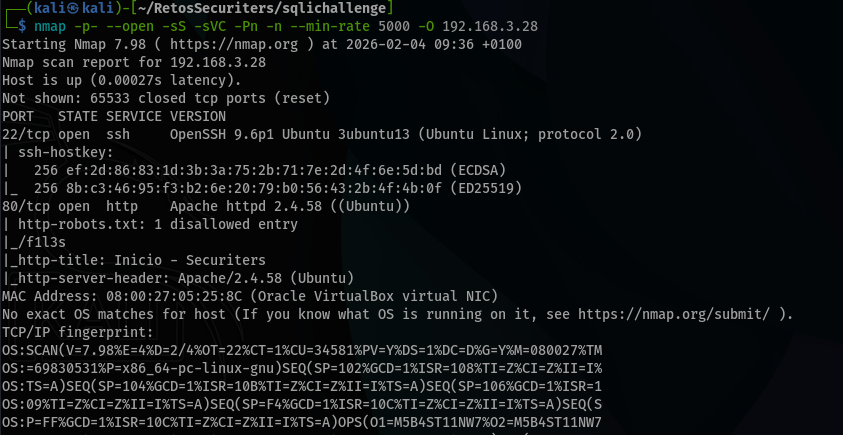 ┌──(kali㉿kali)-[~/RetosSecuriters/sqlichallenge]
└─$ nmap -p- --open -sS -sVC -Pn -n --min-rate 5000 -O 192.168.3.28
Starting Nmap 7.98 ( https://nmap.org ) at 2026-02-04 09:36 +0100
Nmap scan report for 192.168.3.28
Host is up (0.00027s latency).
Not shown: 65533 closed tcp ports (reset)
PORT   STATE SERVICE VERSION
22/tcp open  ssh     OpenSSH 9.6p1 Ubuntu 3ubuntu13 (Ubuntu Linux; protocol 2.0)
| ssh-hostkey:
|   256 ef:2d:86:83:1d:3b:3a:75:2b:71:7e:2d:4f:6e:5d:bd (ECDSA)
|_  256 8b:c3:46:95:f3:b2:6e:20:79:b0:56:43:2b:4f:4b:0f (ED25519)
80/tcp open  http    Apache httpd 2.4.58 ((Ubuntu))
| http-robots.txt: 1 disallowed entry
|_/f1l3s
|_http-title: Inicio - Securiters
|_http-server-header: Apache/2.4.58 (Ubuntu)
MAC Address: 08:00:27:05:25:8C (Oracle VirtualBox virtual NIC)
No exact OS matches for host (If you know what OS is running on it, see https://nmap.org/submit/ ).
TCP/IP fingerprint:
OS:SCAN(V=7.98%E=4%D=2/4%OT=22%CT=1%CU=34581%PV=Y%DS=1%DC=D%G=Y%M=080027%TM
OS:=69830531%P=x86_64-pc-linux-gnu)SEQ(SP=102%GCD=1%ISR=108%TI=Z%CI=Z%II=I%
OS:TS=A)SEQ(SP=104%GCD=1%ISR=10B%TI=Z%CI=Z%II=I%TS=A)SEQ(SP=106%GCD=1%ISR=1
OS:09%TI=Z%CI=Z%II=I%TS=A)SEQ(SP=F4%GCD=1%ISR=10C%TI=Z%CI=Z%II=I%TS=A)SEQ(S
OS:P=FF%GCD=1%ISR=10C%TI=Z%CI=Z%II=I%TS=A)OPS(O1=M5B4ST11NW7%O2=M5B4ST11NW7